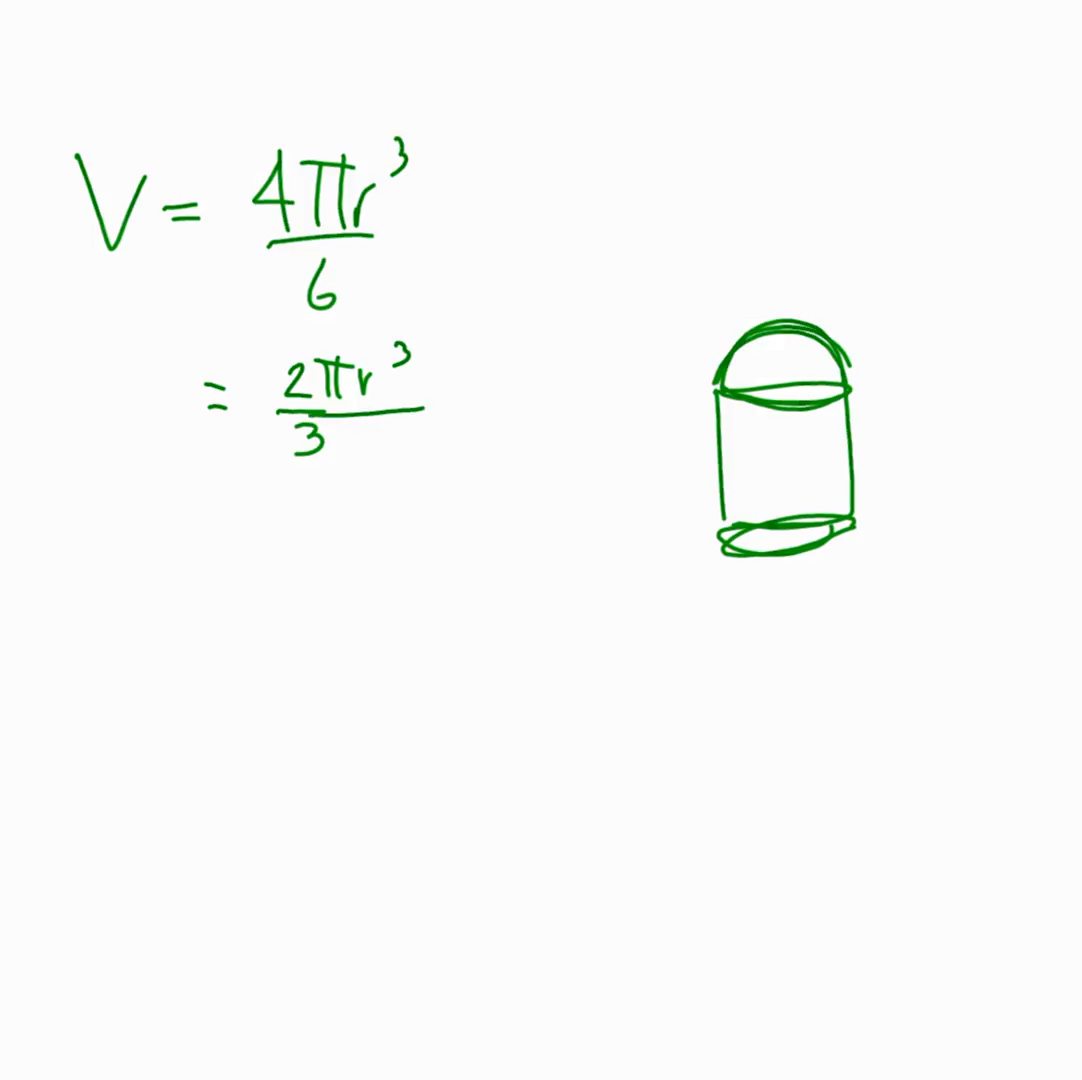 V = 4πr³/6
= 2πr³/3